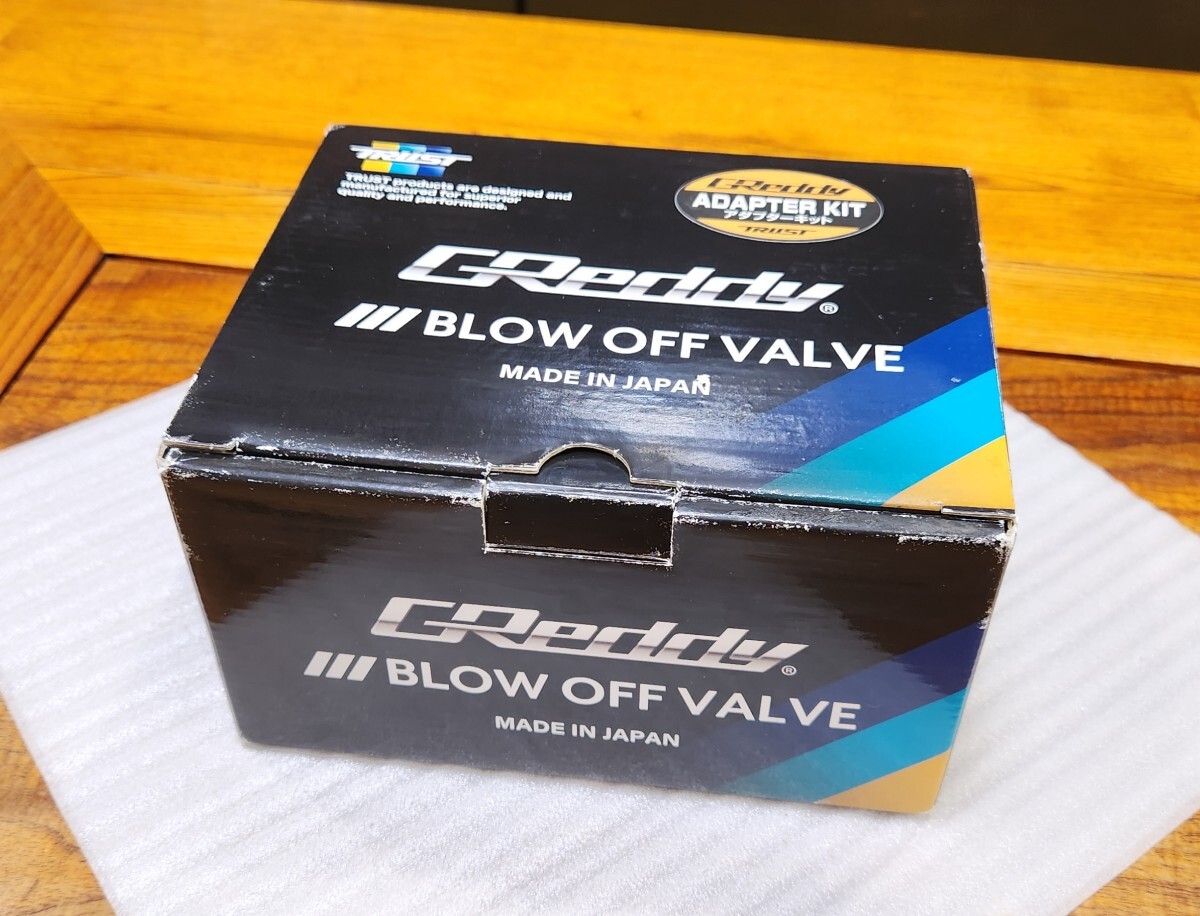 TRUST
TRUST products are designed and
manufactured for superior
quality and performance.
GReddy
ADAPTER KIT
アダプターキット
TRUST
GReddy®
BLOW OFF VALVE
MADE IN JAPAN
GReddy®
BLOW OFF VALVE
MADE IN JAPAN